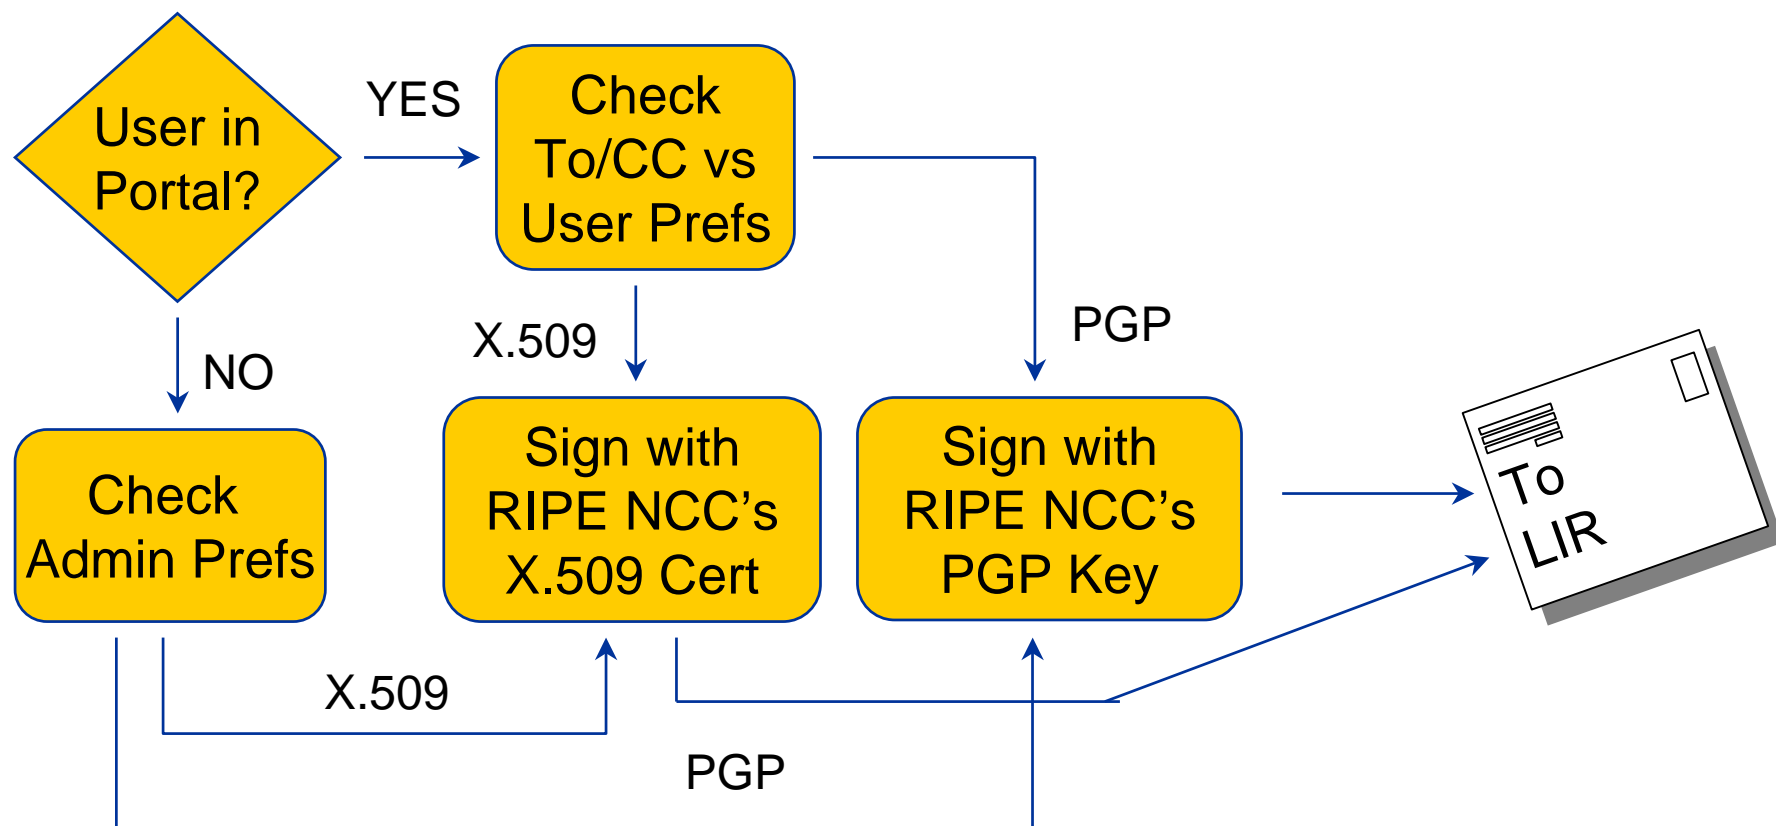 User in
Portal?
YES
Check
To/CC vs
User Prefs
NO
X.509
PGP
Check
Admin Prefs
Sign with
RIPE NCC’s
X.509 Cert
Sign with
RIPE NCC’s
PGP Key
To
LIR
X.509
PGP